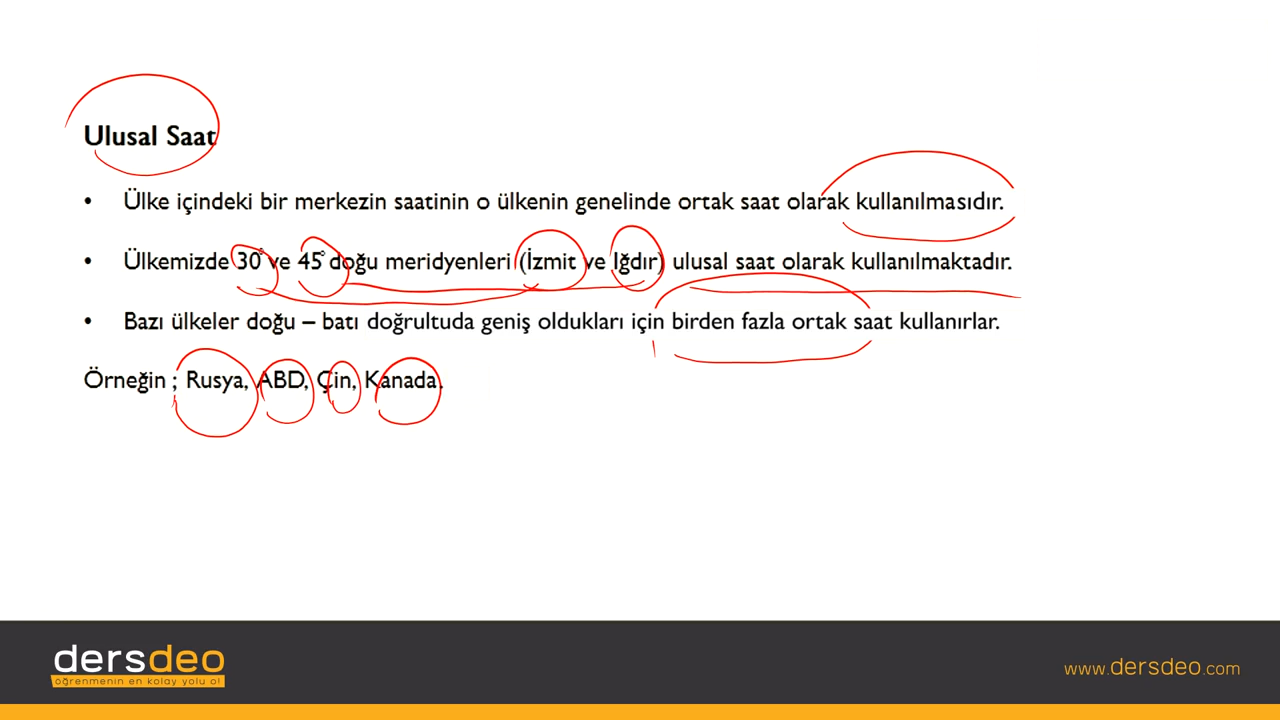 Ulusal Saat
• Ülke içindeki bir merkezin saatinin o ülkenin genelinde ortak saat olarak kullanılmasıdır.
• Ülkemizde 30° ve 45° doğu meridyenleri (İzmit ve Iğdır) ulusal saat olarak kullanılmaktadır.
• Bazı ülkeler doğu – batı doğrultuda geniş oldukları için birden fazla ortak saat kullanırlar.
Örneğin ; Rusya, ABD, Çin, Kanada.
dersdeo
öğrenmenin en kolay yolu o!
www.dersdeo.com